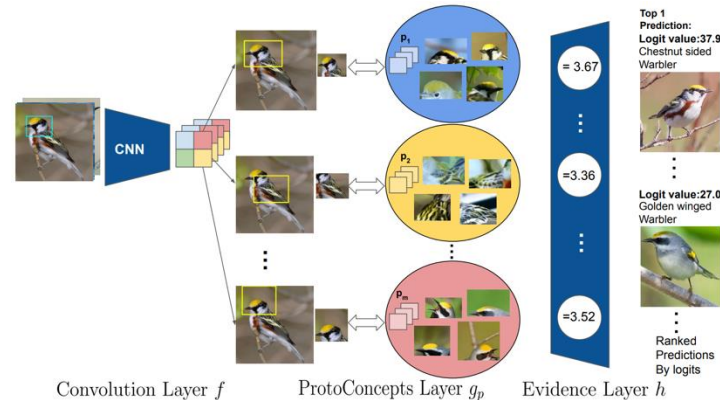 Top 1
Prediction:
Logit value:37.9
Chestnut sided
Warbler
p1
= 3.67
CNN
p2
=3.36
Logit value:27.0
Golden winged
Warbler
pm
=3.52
Ranked
Predictions
By logits
Convolution Layer f
ProtoConcepts Layer gp
Evidence Layer h